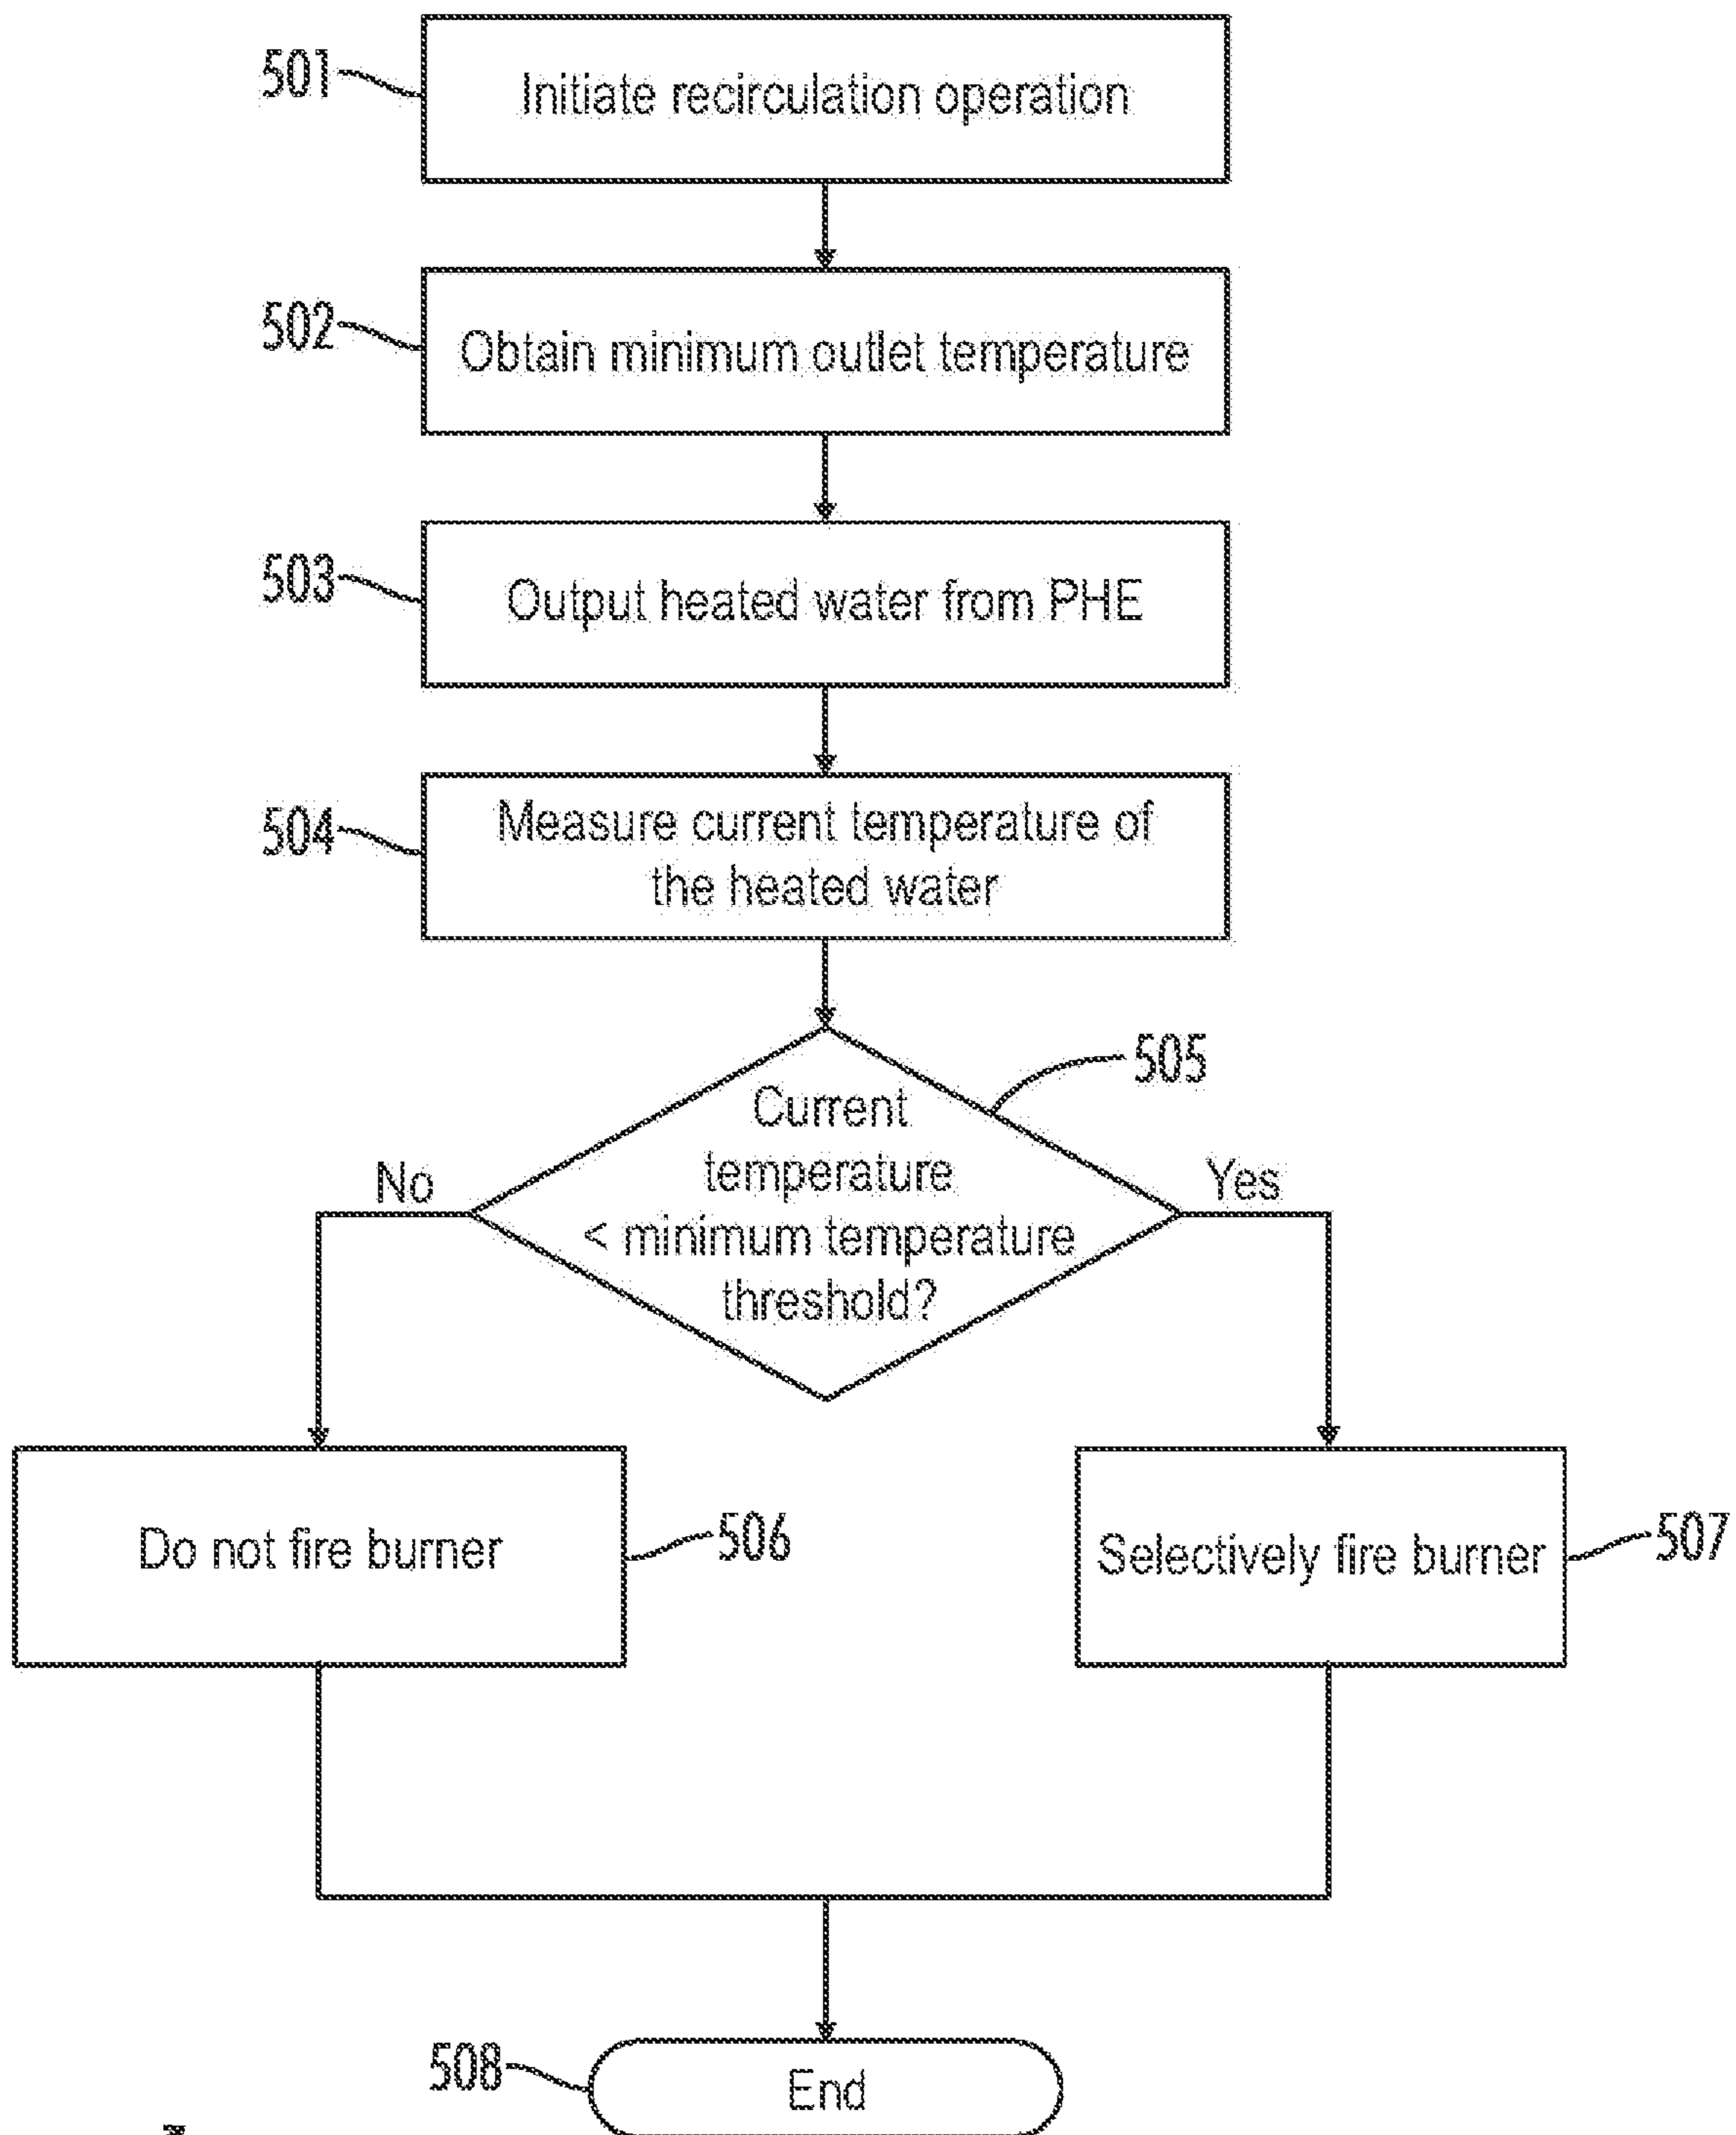 501
Initiate recirculation operation
502
Obtain minimum outlet temperature
503
Output heated water from PHE
504
Measure current temperature of
the heated water
505
Current
temperature
< minimum temperature
threshold?
No
Yes
Do not fire burner
506
Selectively fire burner
507
508
End